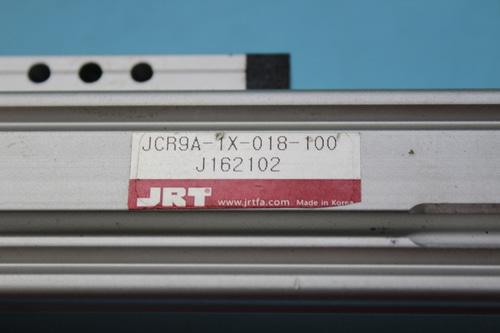 JCR9A-1X-018-100
J162102
JRT www.jrtfa.com Made in Korea